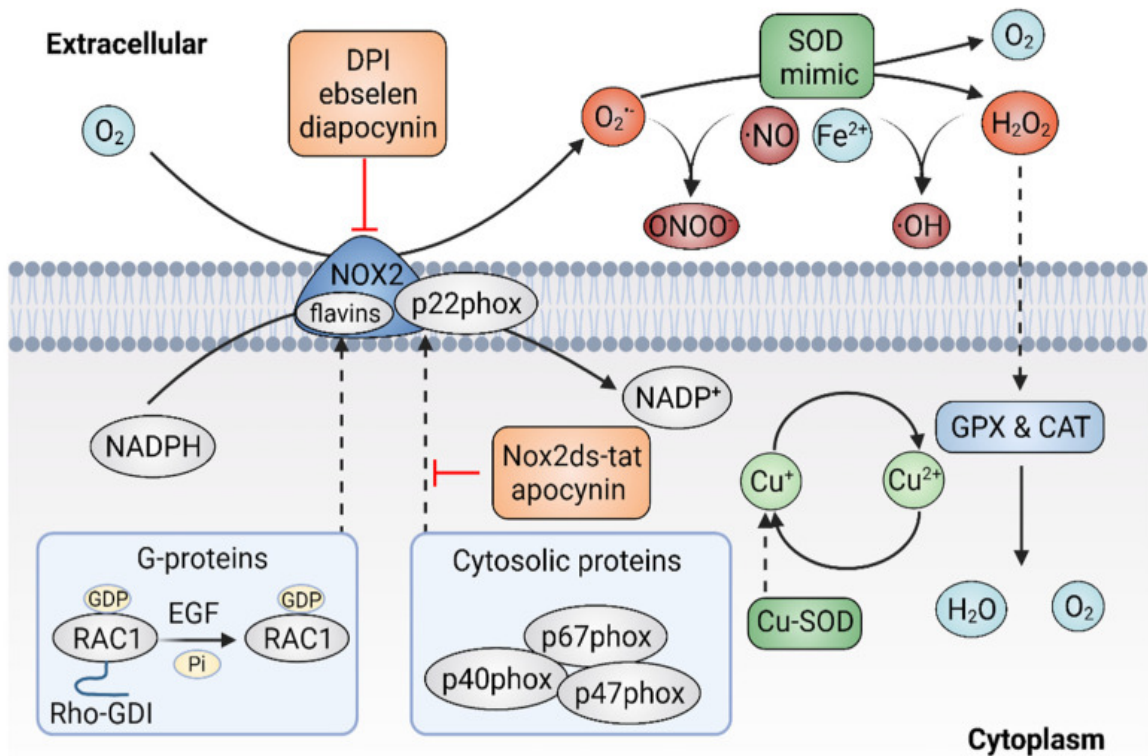 Extracellular
DPI
ebselen
diapocynin
SOD
mimic
O₂
O₂
O₂•-
·NO
Fe²⁺
H₂O₂
ONOO⁻
·OH
NOX2
flavins
p22phox
NADPH
NADP⁺
Nox2ds-tat
apocynin
GPX & CAT
Cu⁺
Cu²⁺
G-proteins
GDP
RAC1
EGF
Pi
GDP
RAC1
Rho-GDI
Cytosolic proteins
p67phox
p40phox
p47phox
Cu-SOD
H₂O
O₂
Cytoplasm